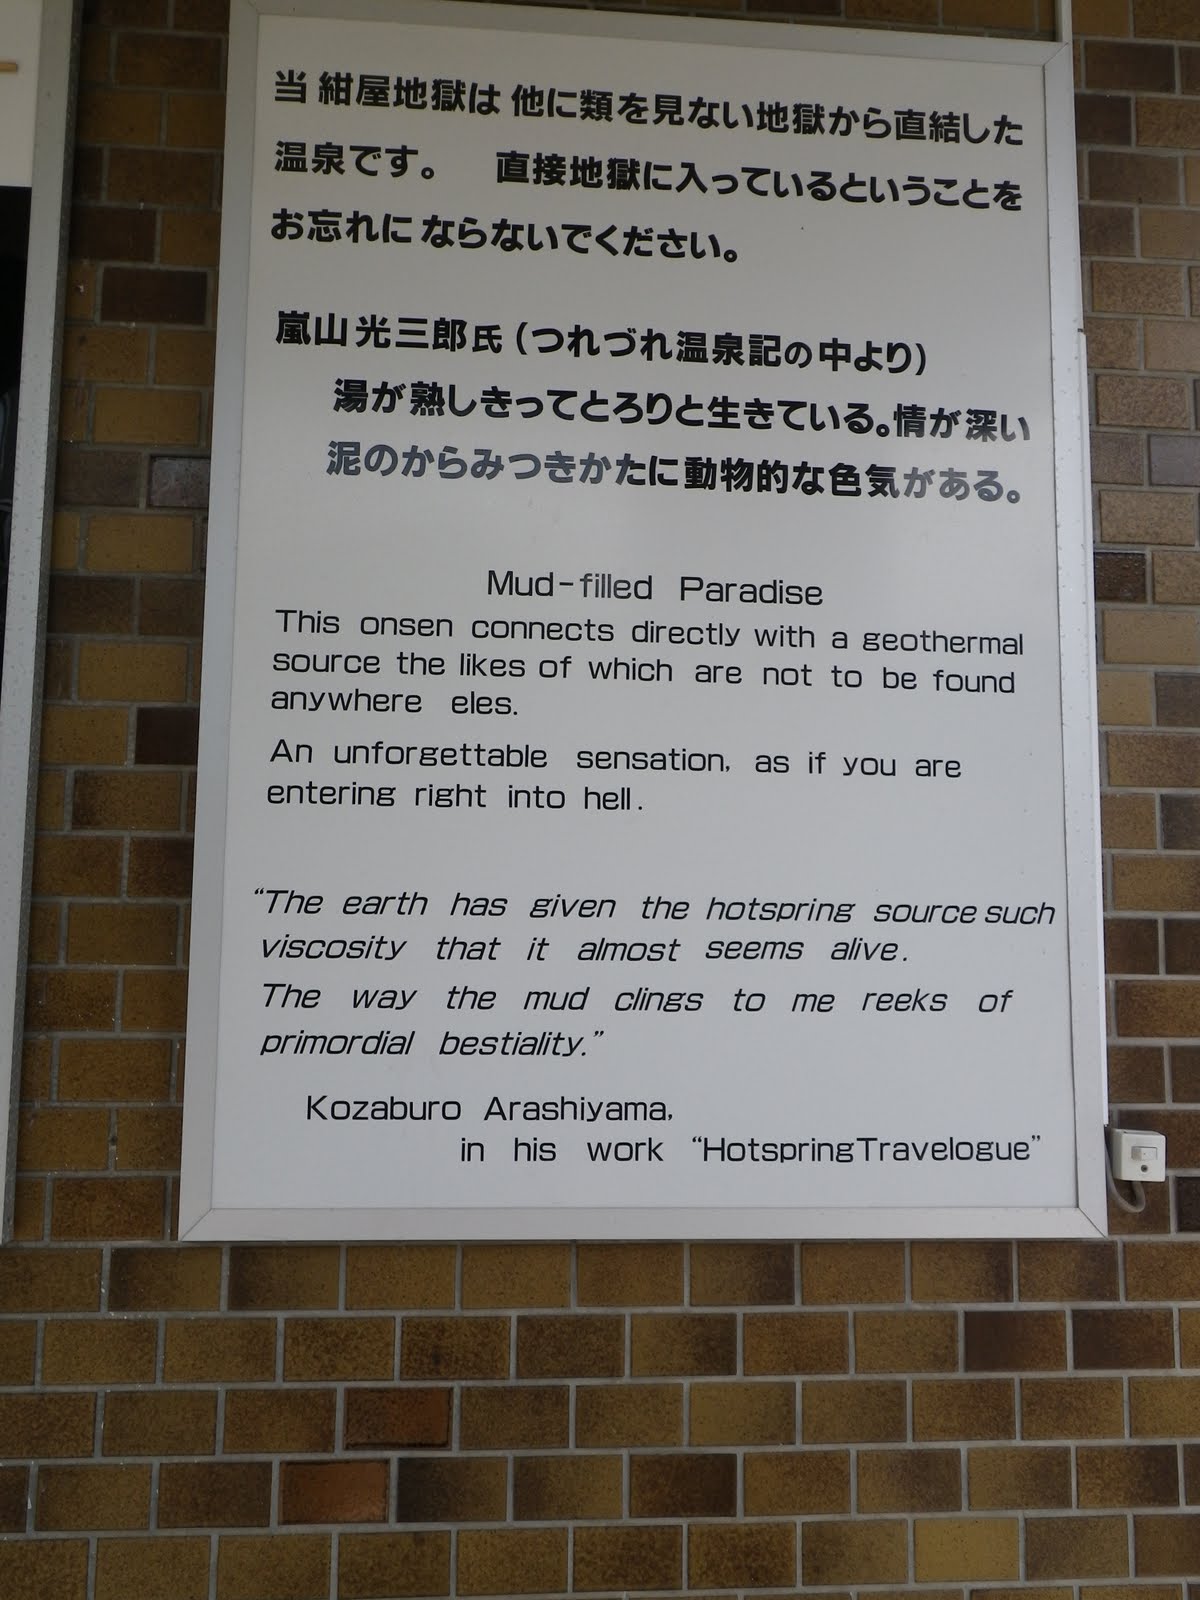 当 紺屋地獄は 他に類を見ない地獄から直結した
温泉です。 直接地獄に入っているということを
お忘れに ならないでください。
嵐山 光三郎 氏 (つれづれ温泉記の中より)
湯が熟しきってとろりと生きている。情が深い
泥のからみつきかたに動物的な色気がある。
Mud-filled Paradise
This onsen connects directly with a geothermal
source the likes of which are not to be found
anywhere eles.
An unforgettable sensation, as if you are
entering right into hell.
“The earth has given the hotspring source such
viscosity that it almost seems alive.
The way the mud clings to me reeks of
primordial bestiality.”
Kozaburo Arashiyama,
in his work “HotspringTravelogue”